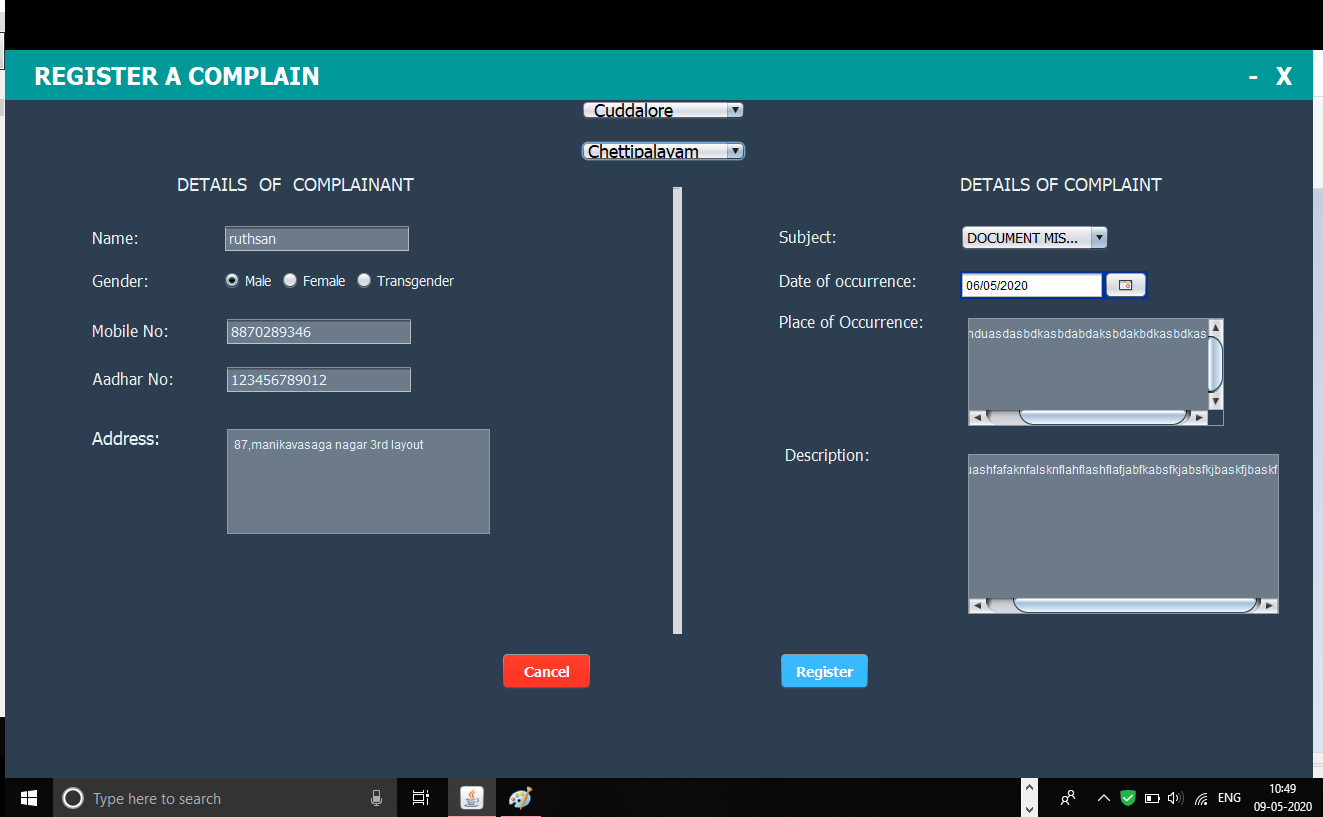 REGISTER A COMPLAIN
- X
Cuddalore
Chettipalayam
DETAILS OF COMPLAINANT
DETAILS OF COMPLAINT
Name:
ruthsan
Subject:
DOCUMENT MIS...
Gender:
Male
Female
Transgender
Date of occurrence:
06/05/2020
Mobile No:
8870289346
Place of Occurrence:
nduasdasbdkasbdabdaksbdakbdkasbdkas
Aadhar No:
123456789012
Address:
87,manikavasaga nagar 3rd layout
Description:
uashfafaknfalsknflahflashflafjabfkabsfkjabsfkjbaskfjbaskf
Cancel
Register
Type here to search
ENG
10:49
09-05-2020